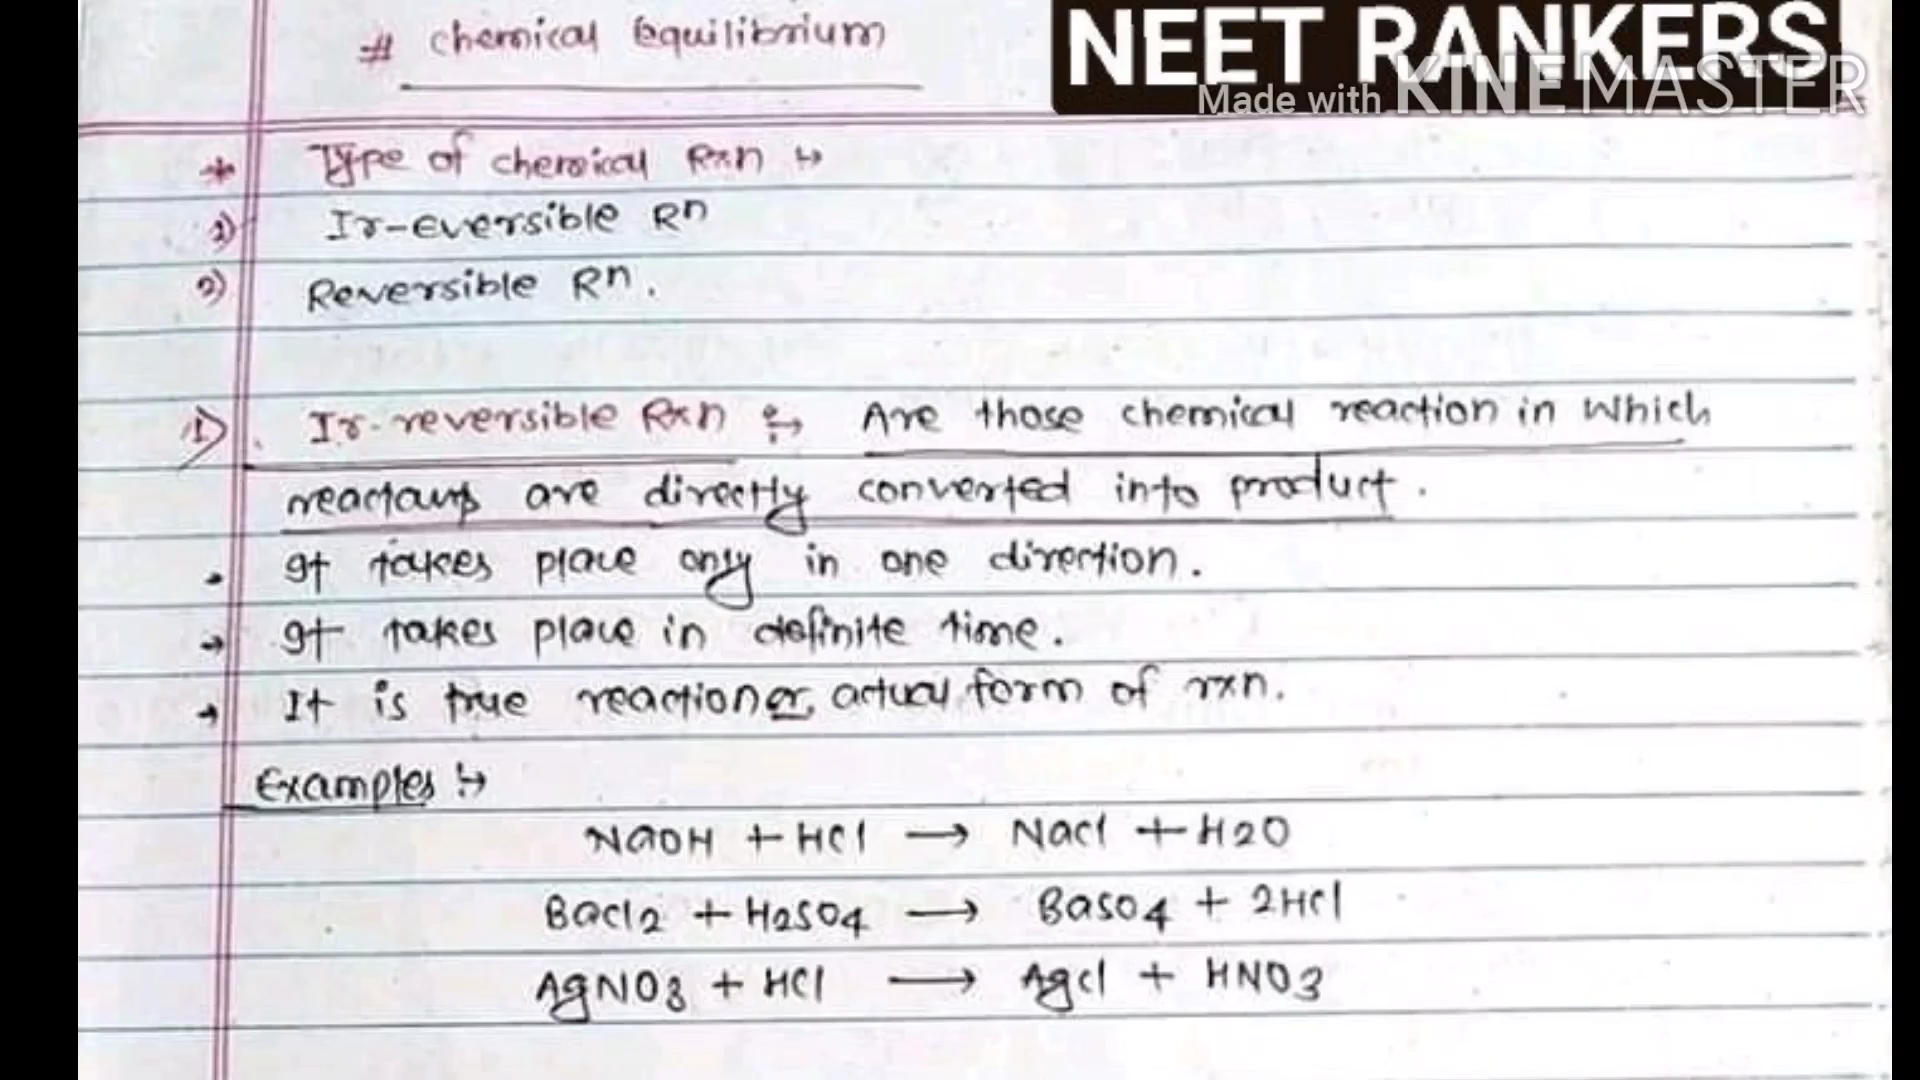 # Chemical Equilibrium
NEET RANKERS
Made with KINEMASTER
* Type of chemical Rxn ↦
1) Ir-eversible Rn
2) Reversible Rn.
1) Ir-reversible Rxn :↦ Are those chemical reaction in which
reactants are directly converted into product.
It takes place only in one direction.
→ It takes place in definite time.
→ It is true reaction or actual form of rxn.
Examples :↦
NaOH + HCl → NaCl + H2O
BaCl2 + H2SO4 → BaSO4 + 2HCl
AgNO3 + HCl → AgCl + HNO3